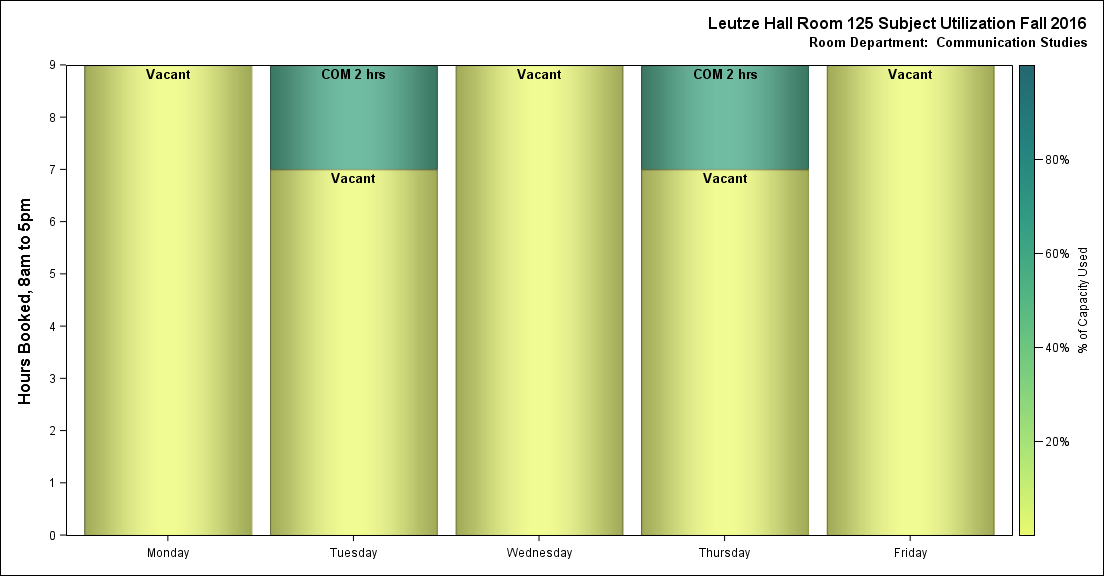 Leutze Hall Room 125 Subject Utilization Fall 2016
Room Department:  Communication Studies
Hours Booked, 8am to 5pm
9
8
7
6
5
4
3
2
1
0
Vacant
COM 2 hrs
Vacant
COM 2 hrs
Vacant
Vacant
Vacant
Monday
Tuesday
Wednesday
Thursday
Friday
80%
60%
40%
20%
% of Capacity Used